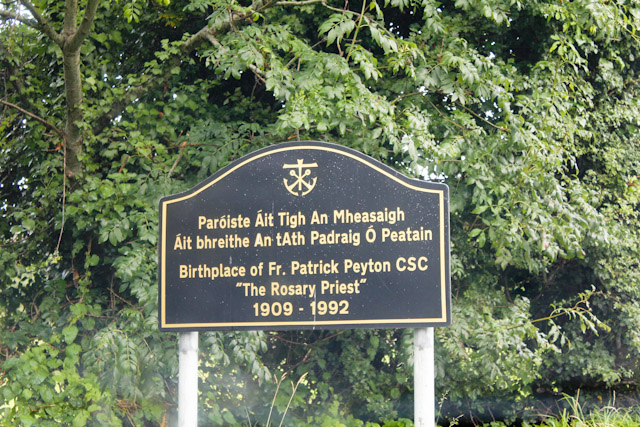 Paróiste Áit Tigh An Mheasaigh
Áit bhreithe An tAth Padraig Ó Peatain
Birthplace of Fr. Patrick Peyton CSC
"The Rosary Priest"
1909 - 1992